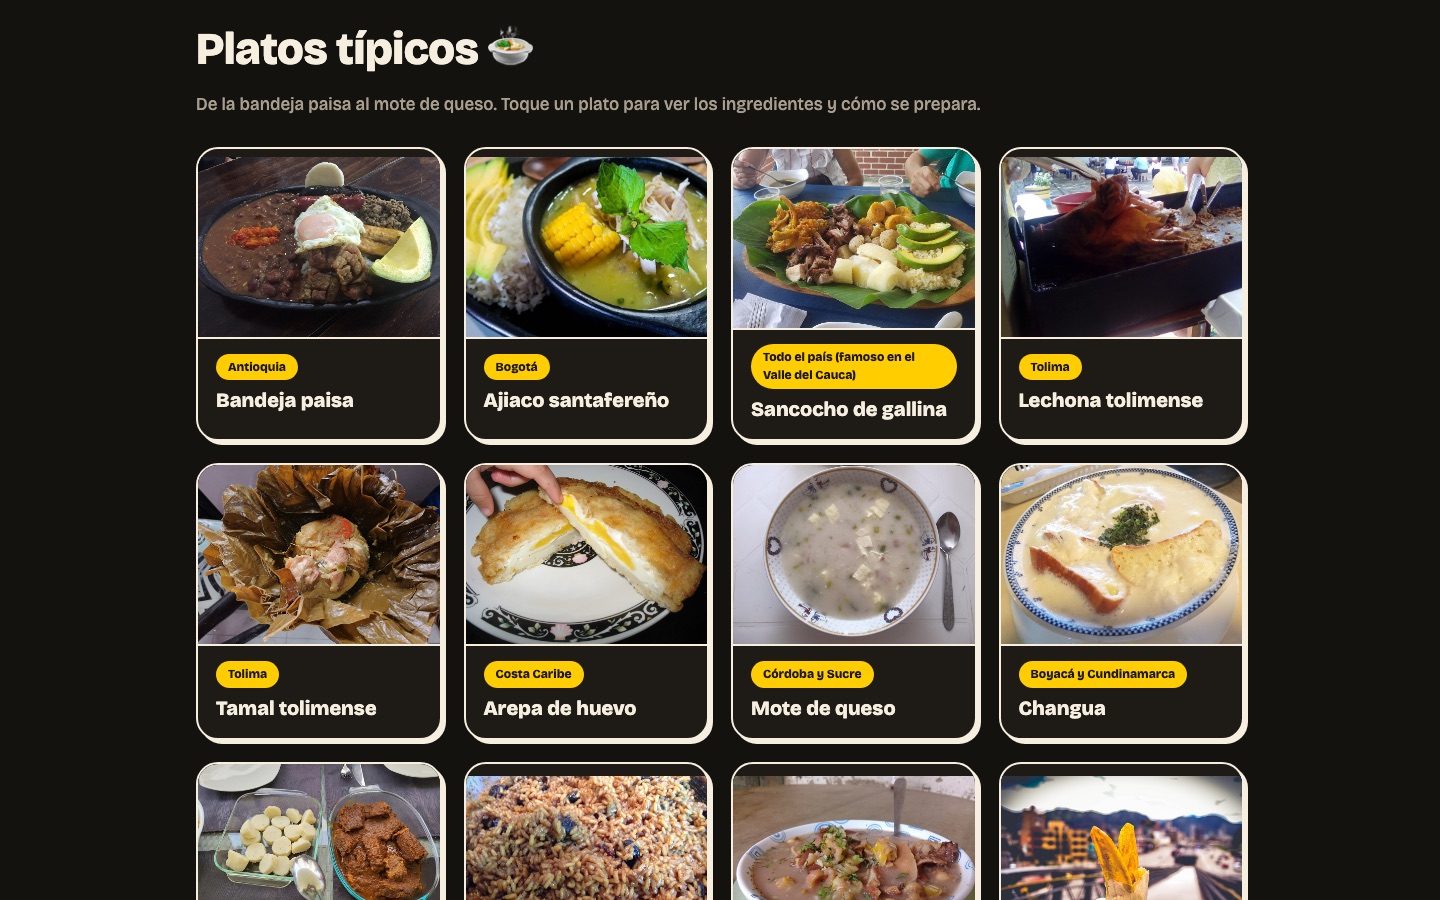 Platos típicos
De la bandeja paisa al mote de queso. Toque un plato para ver los ingredientes y cómo se prepara.
Antioquia
Bandeja paisa
Bogotá
Ajiaco santafereño
Todo el país (famoso en el
Valle del Cauca)
Sancocho de gallina
Tolima
Lechona tolimense
Tolima
Tamal tolimense
Costa Caribe
Arepa de huevo
Córdoba y Sucre
Mote de queso
Boyacá y Cundinamarca
Changua